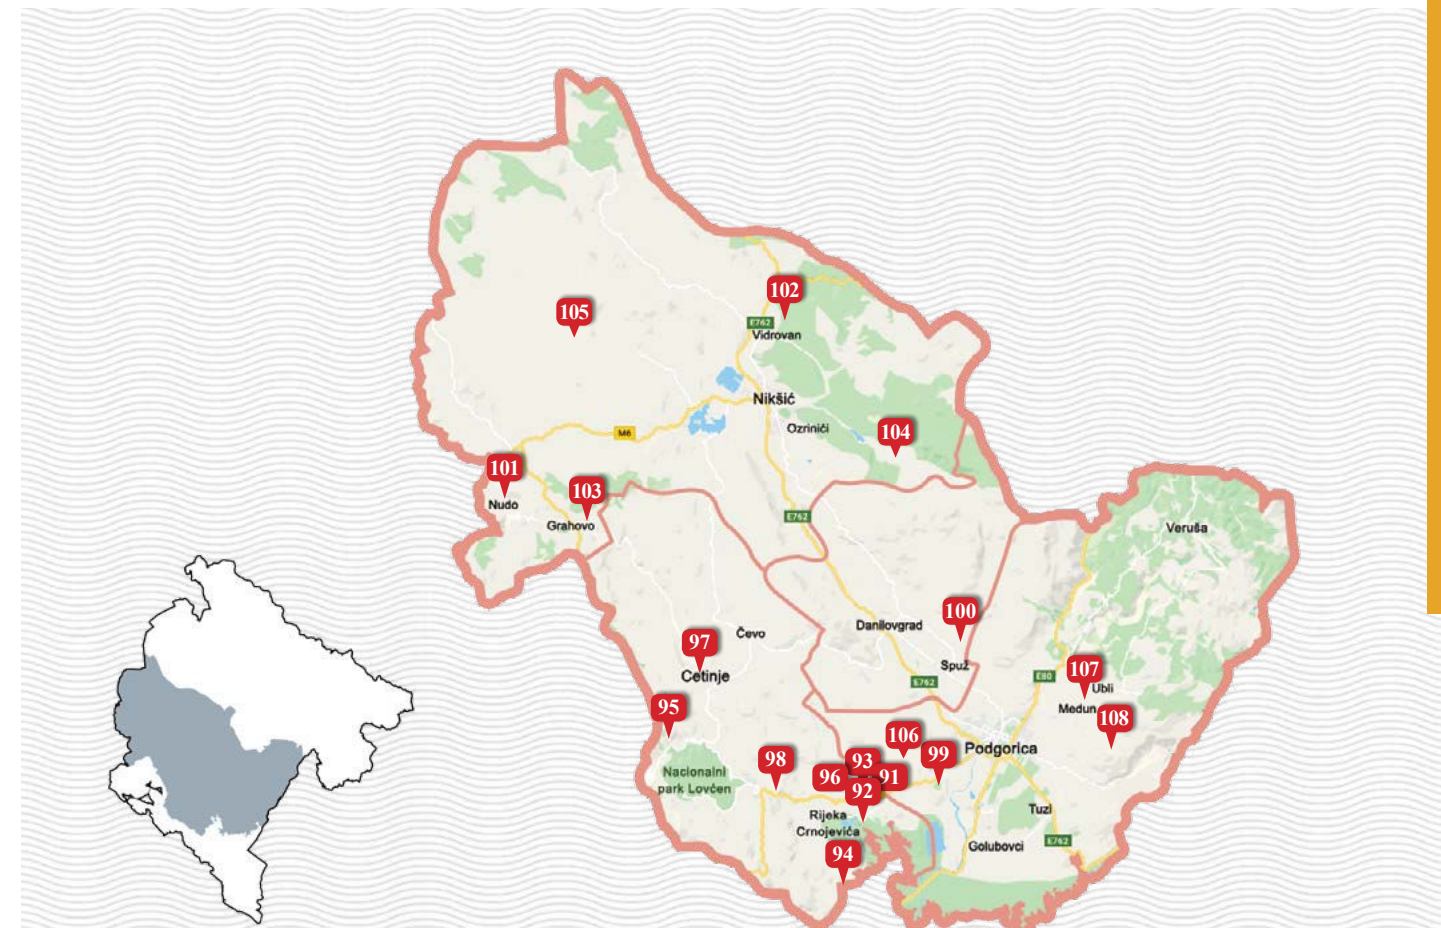 102
105
E762
Vidrovan
Nikšić
Ozrinići
M6
104
101
103
Nudo
Grahovo
E762
Veruša
100
Danilovgrad
Čevo
97
Spuž
Cetinje
E762
E80
107
Ubli
Medun
95
108
106
Podgorica
93
99
98
96
91
Nacionalni
park Lovćen
92
Rijeka
Crnojevića
Tuzi
E762
Golubovci
94